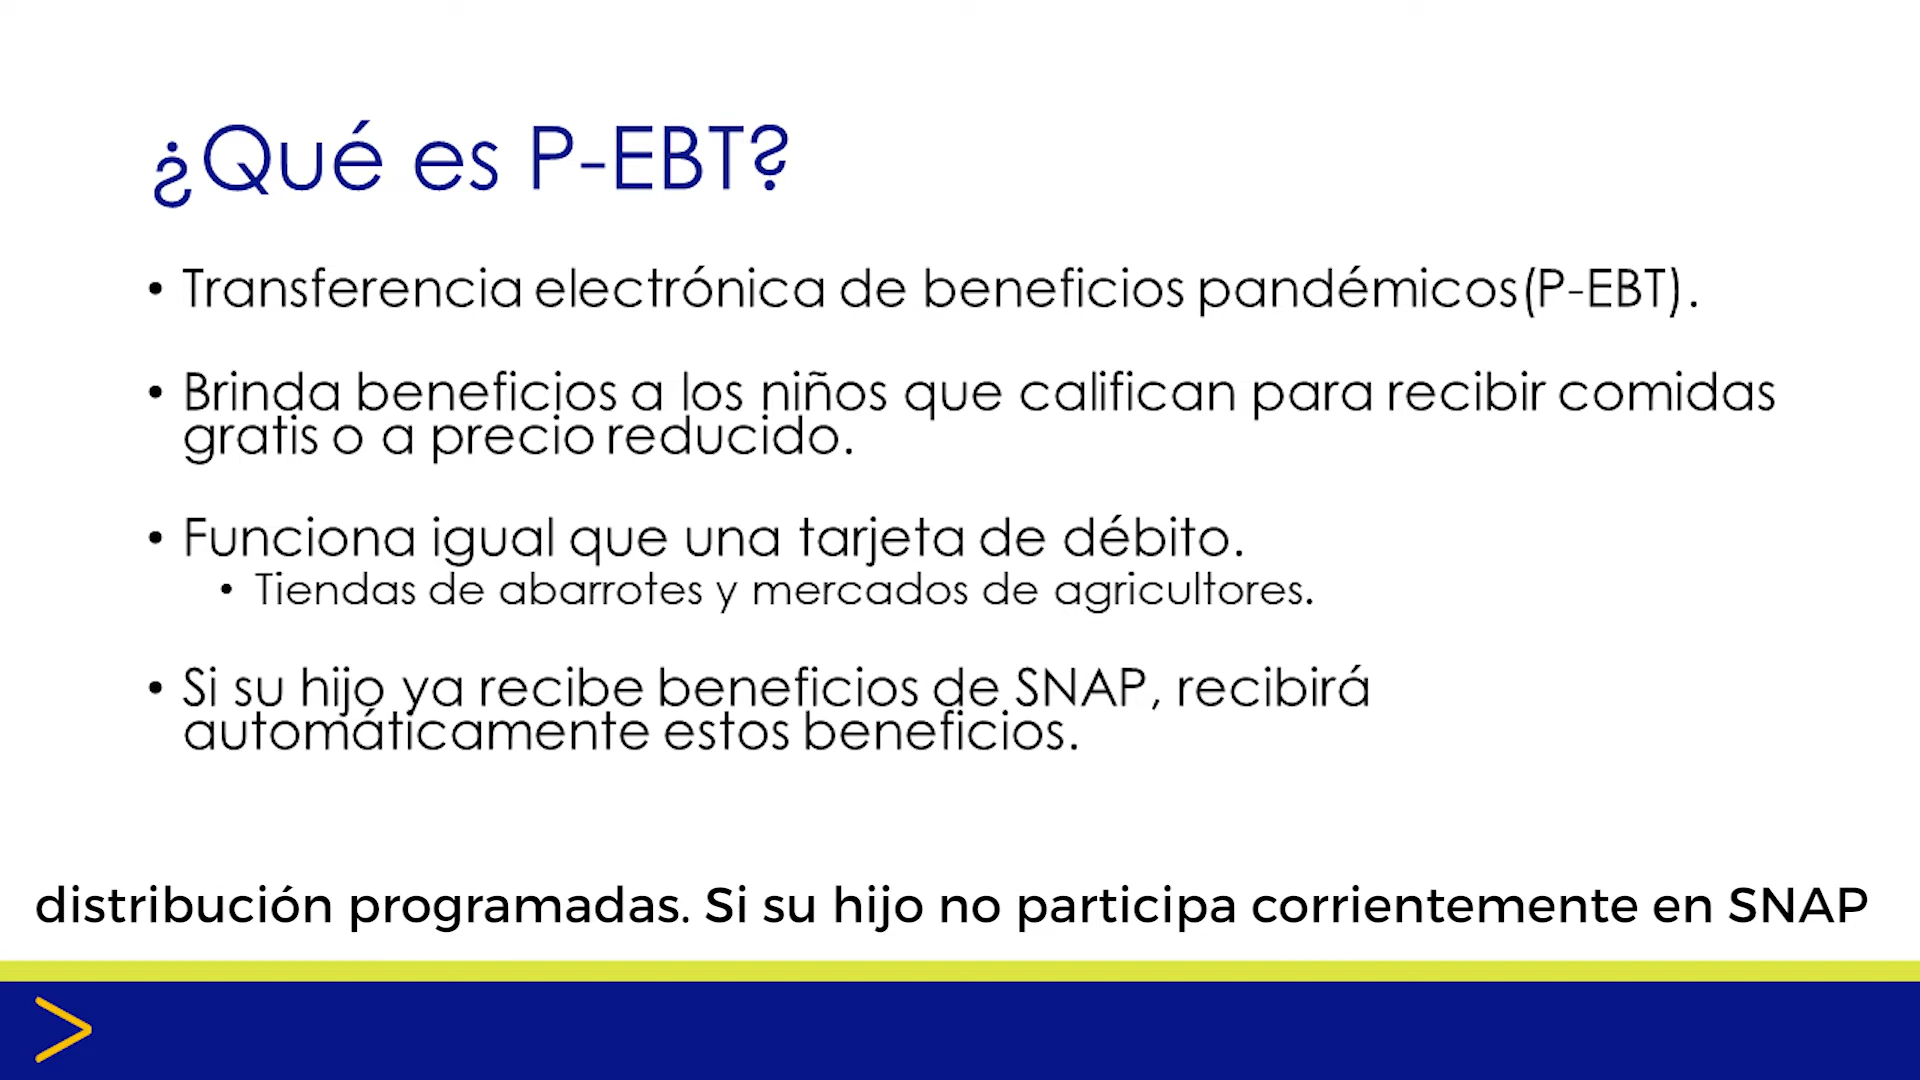 ¿Qué es P-EBT?
• Transferencia electrónica de beneficios pandémicos(P-EBT).
• Brinda beneficios a los niños que califican para recibir comidas
gratis o a precio reducido.
• Funciona igual que una tarjeta de débito.
• Tiendas de abarrotes y mercados de agricultores.
• Si su hijo ya recibe beneficios de SNAP, recibirá
automáticamente estos beneficios.
distribución programadas. Si su hijo no participa corrientemente en SNAP